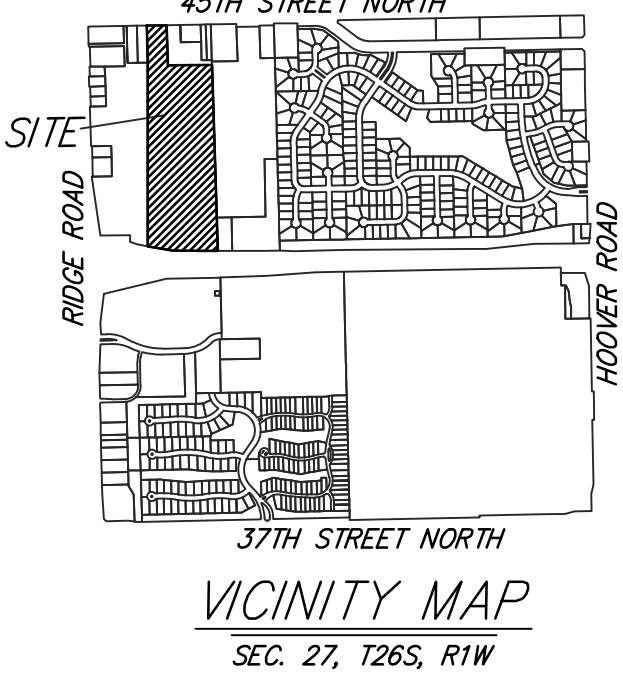 45TH STREET NORTH
SITE
RIDGE ROAD
HOOVER ROAD
37TH STREET NORTH
VICINITY MAP
SEC. 27, T26S, R1W